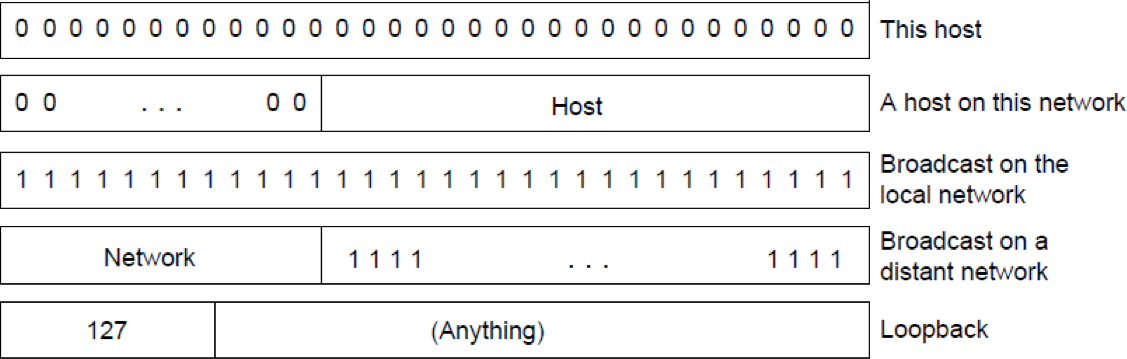 0 0 0 0 0 0 0 0 0 0 0 0 0 0 0 0 0 0 0 0 0 0 0 0 0 0 0 0 0 0 0 0 This host
0 0 ... 0 0 Host A host on this network
1 1 1 1 1 1 1 1 1 1 1 1 1 1 1 1 1 1 1 1 1 1 1 1 1 1 1 1 1 1 1 1 Broadcast on the
local network
Network 1 1 1 1 ... 1 1 1 1 Broadcast on a
distant network
127 (Anything) Loopback